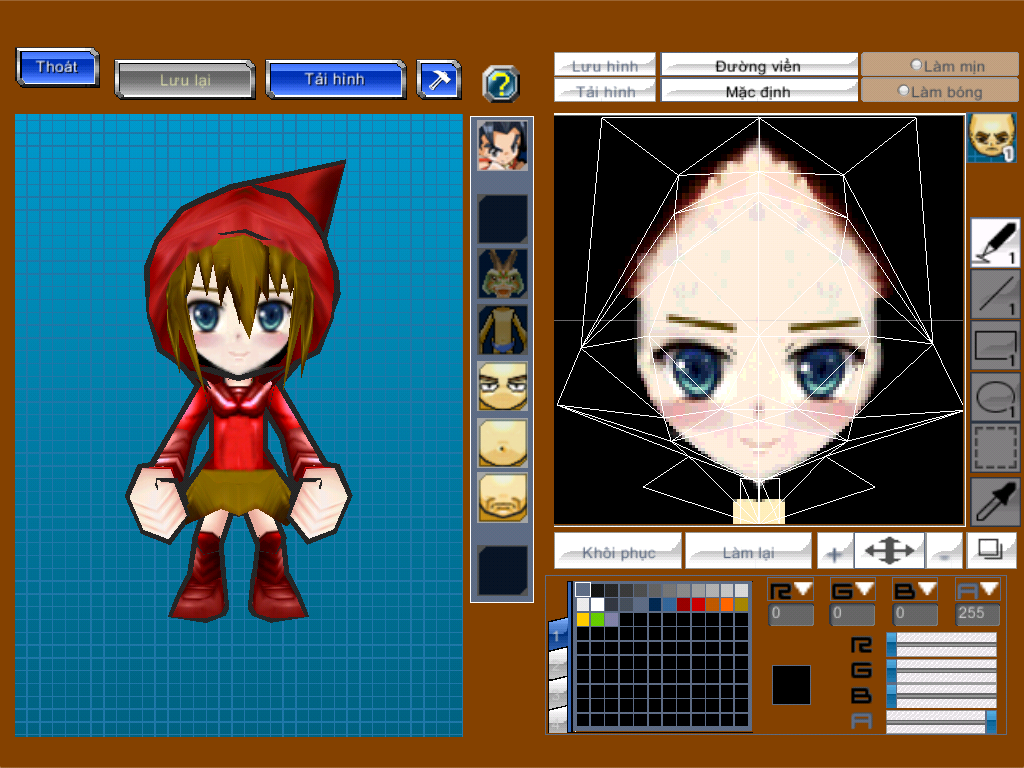 Thoát
Lưu lại
Tải hình
?
Lưu hình
Đường viền
Làm mịn
Tải hình
Mặc định
Làm bóng
1
1
1
1
1
Khôi phục
Làm lại
+
-
R
G
B
A
0
0
0
255
1
R
G
B
A